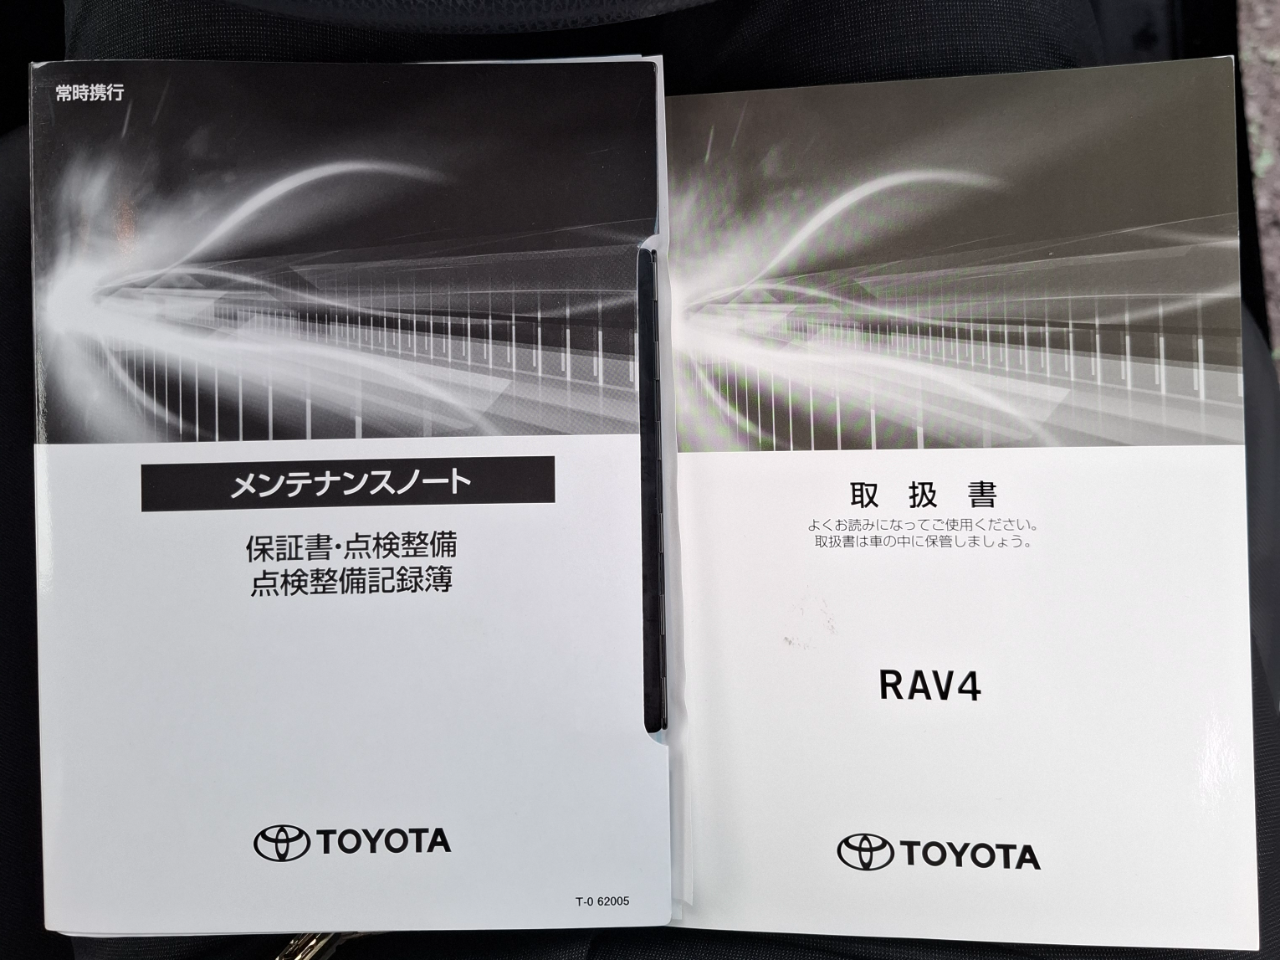 常時携行
メンテナンスノート
保証書・点検整備
点検整備記録簿
TOYOTA
T-0 62005
取扱書
よくお読みになってご使用ください。
取扱書は車の中に保管しましょう。
RAV4
TOYOTA